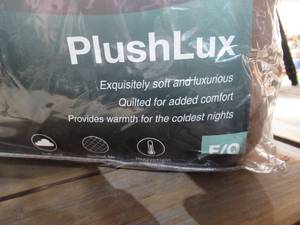 PlushLux
Exquisitely soft and luxurious
Quilted for added comfort
Provides warmth for the coldest nights
F/Q